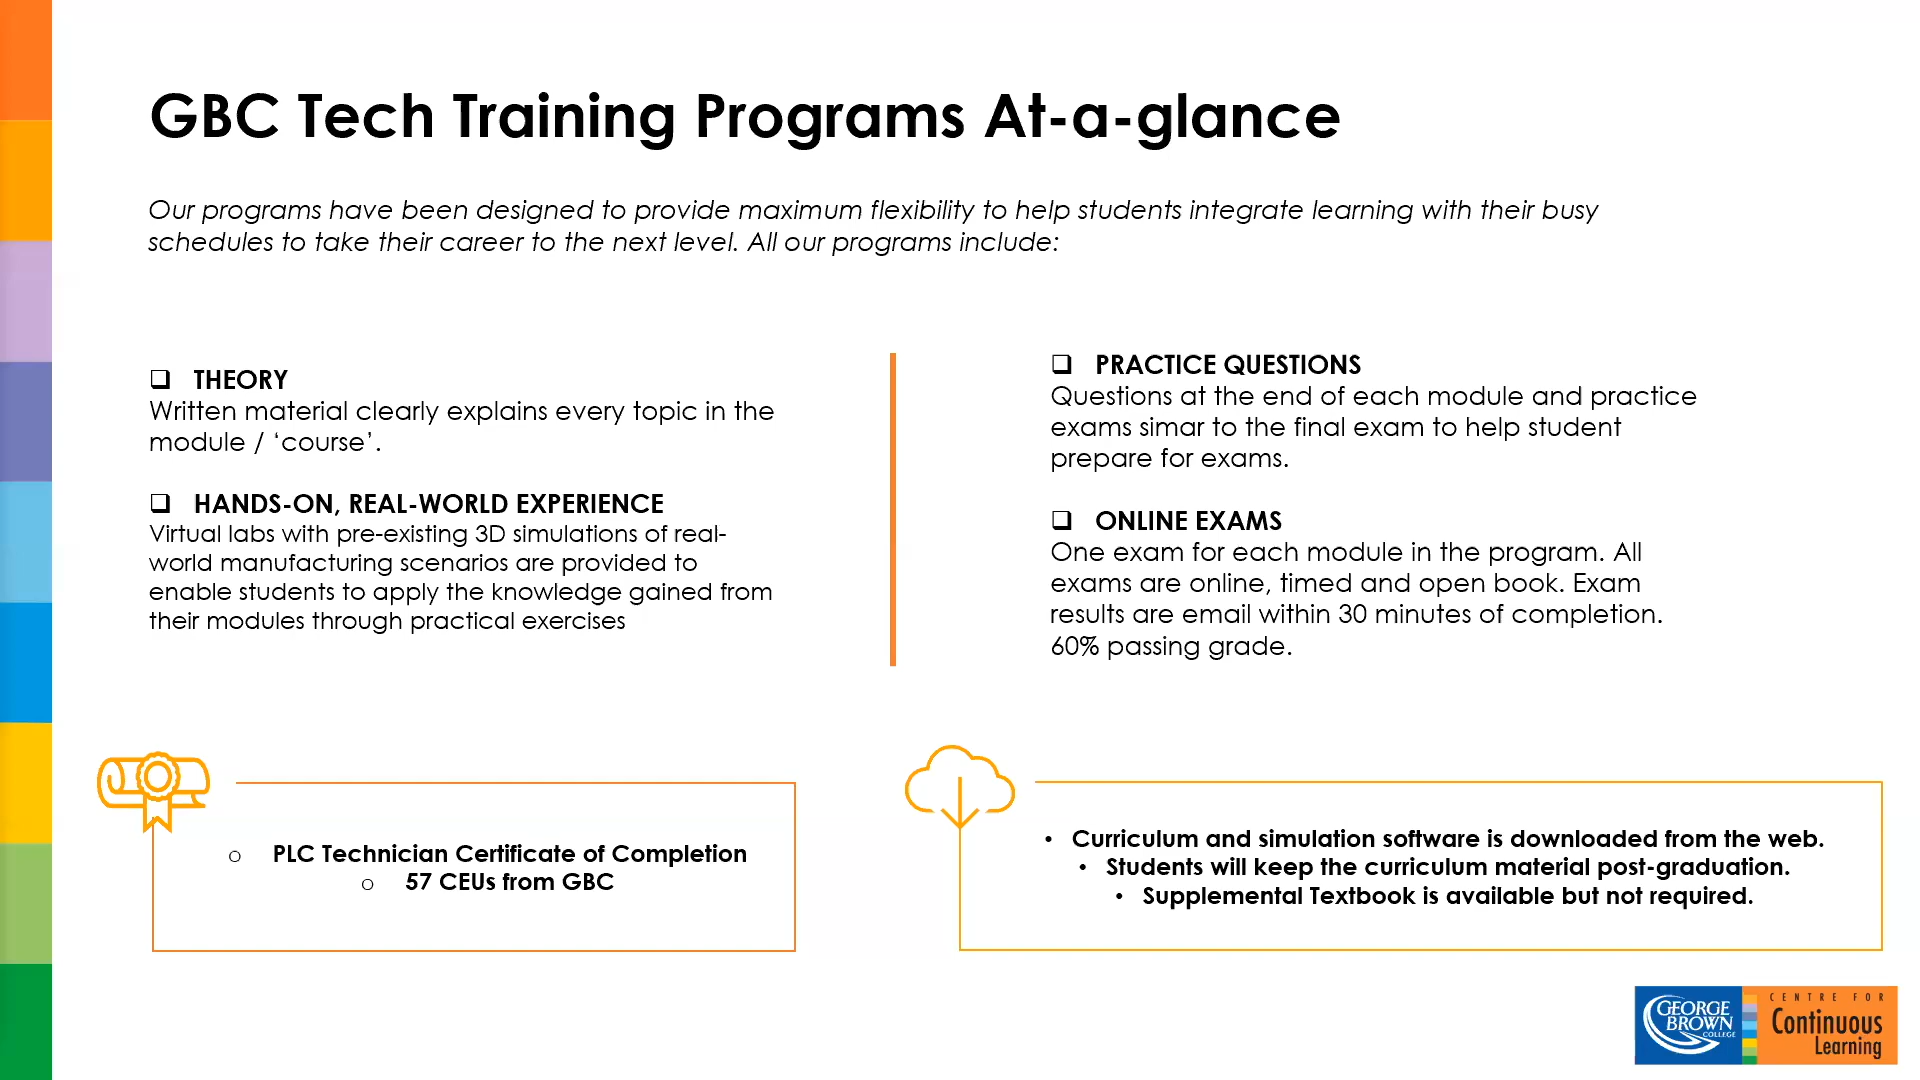 GBC Tech Training Programs At-a-glance
Our programs have been designed to provide maximum flexibility to help students integrate learning with their busy
schedules to take their career to the next level. All our programs include:
❑ THEORY
Written material clearly explains every topic in the
module / ‘course’.
❑ HANDS-ON, REAL-WORLD EXPERIENCE
Virtual labs with pre-existing 3D simulations of real-
world manufacturing scenarios are provided to
enable students to apply the knowledge gained from
their modules through practical exercises
❑ PRACTICE QUESTIONS
Questions at the end of each module and practice
exams simar to the final exam to help student
prepare for exams.
❑ ONLINE EXAMS
One exam for each module in the program. All
exams are online, timed and open book. Exam
results are email within 30 minutes of completion.
60% passing grade.
o PLC Technician Certificate of Completion
o 57 CEUs from GBC
• Curriculum and simulation software is downloaded from the web.
• Students will keep the curriculum material post-graduation.
• Supplemental Textbook is available but not required.
GEORGE
BROWN
COLLEGE
CENTRE FOR
Continuous
Learning